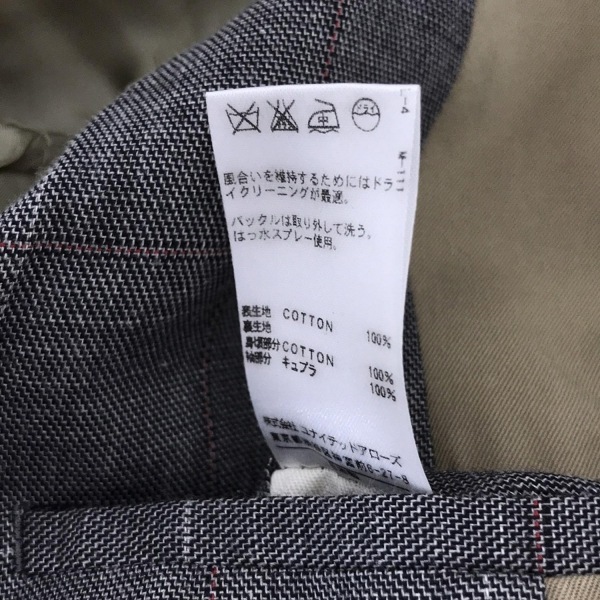 ドライ
風合いを維持するためにはドラ
イクリーニングが最適。
バックルは取り外して洗う。
はっ水スプレー使用。
表生地 COTTON 100%
裏生地
身頃部分 COTTON 100%
袖部分 キュプラ 100%
ユナイテッドアローズ
6-27-8